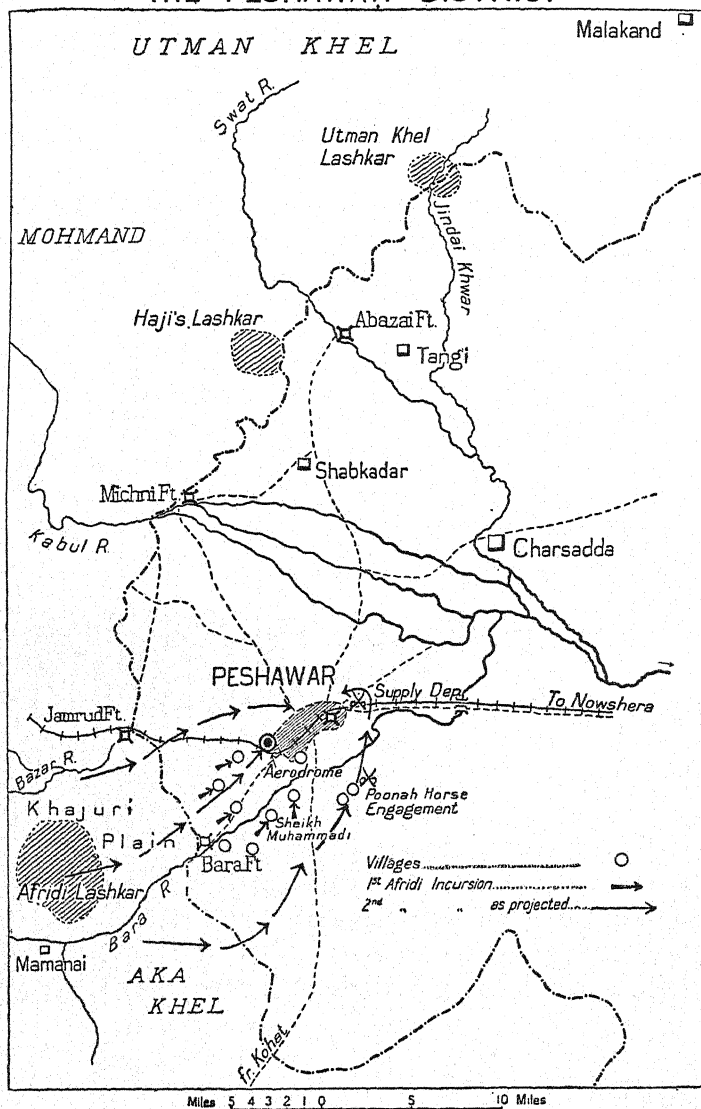 THE PESHAWAR DISTRICT
Malakand
UTMAN KHEL
Swat R.
Utman Khel
Lashkar
MOHMAND
Jindai Khwar
Haji's Lashkar
Abazai Ft.
Tangi
Shabkadar
Michni Ft.
Kabul R.
Charsadda
PESHAWAR
Supply Dep.
To Nowshera
Jamrud Ft.
Bazar R.
Aerodrome
Poonah Horse
Engagement
Khajuri
Plain
Sheikh
Muhammadi
Bara Ft
Afridi Lashkar
Bara R
Villages
1st Afridi Incursion
2nd " " as projected
Mamanai
AKA
KHEL
fr. Kohet
Miles 5 4 3 2 1 0 5 10 Miles